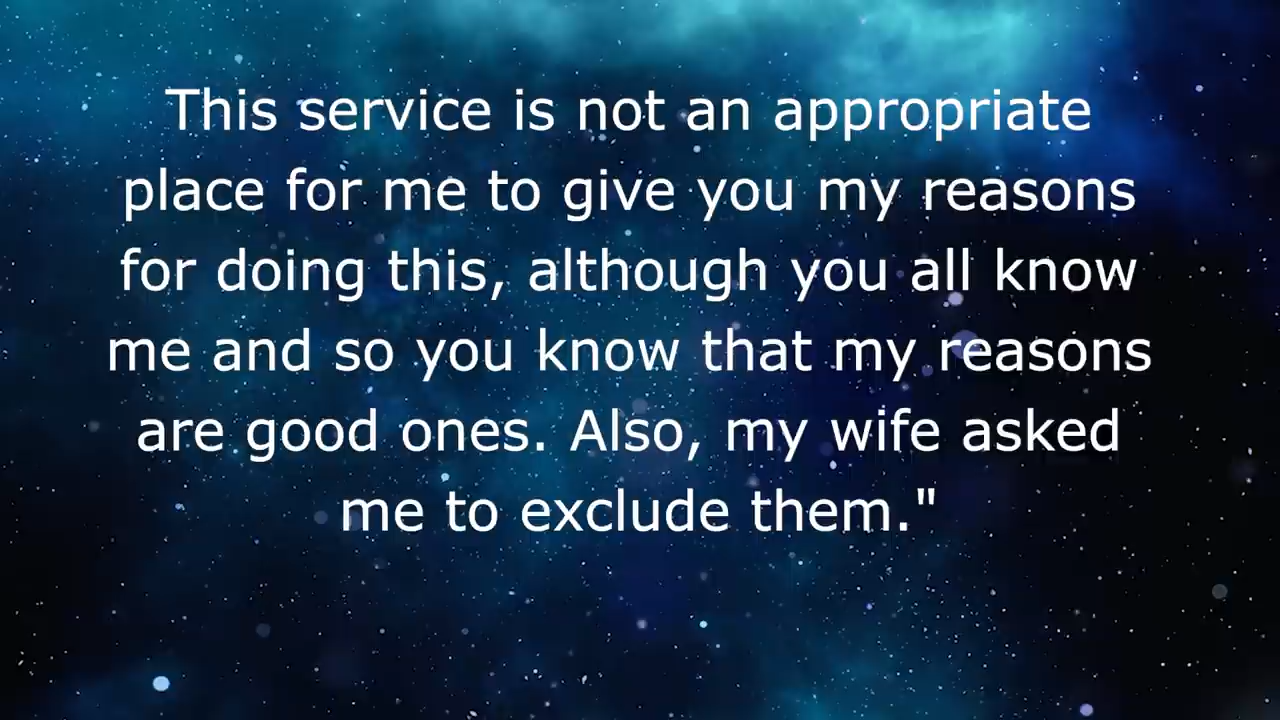 This service is not an appropriate
place for me to give you my reasons
for doing this, although you all know
me and so you know that my reasons
are good ones. Also, my wife asked
me to exclude them."